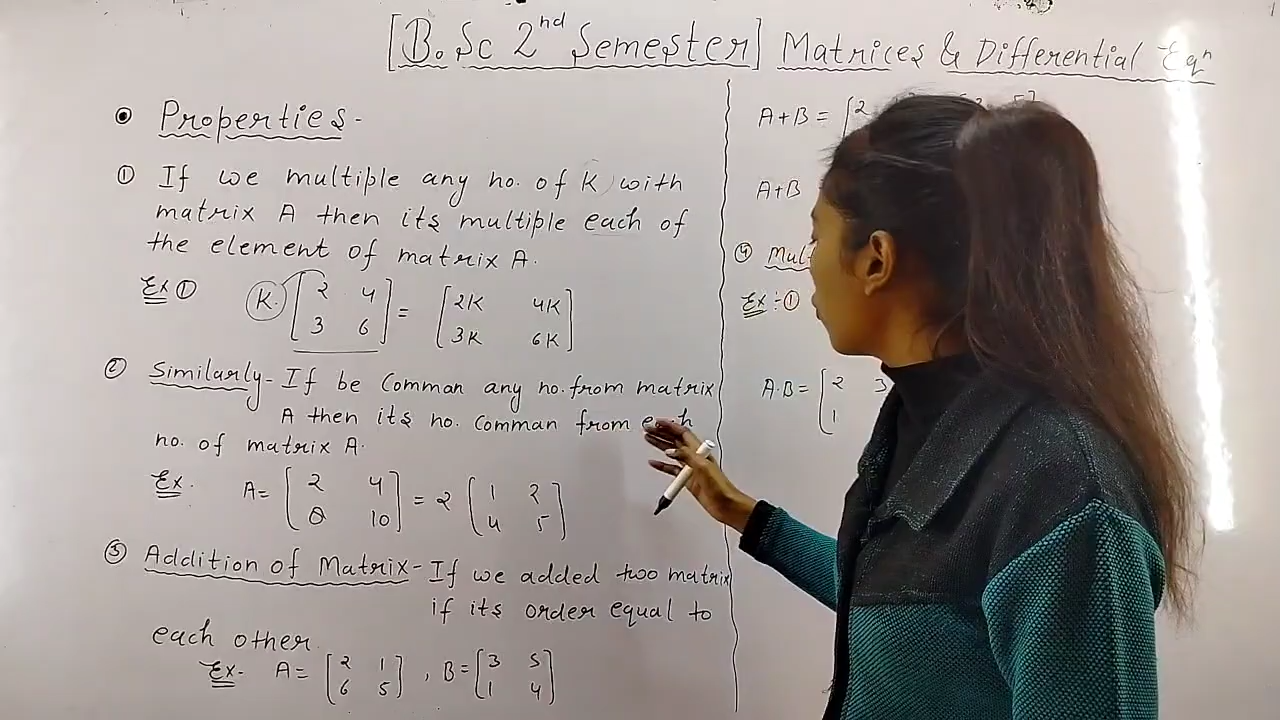 [B.Sc 2nd Semester] Matrices & Differential Eqn
• Properties-
① If we multiple any no. of K with
matrix A then its multiple each of
the element of matrix A.
Ex ① K. [2 4] = [2K 4K]
[3 6] [3K 6K]
② Similarly- If be Comman any no. from matrix
A then its no. Comman from each
no. of matrix A.
Ex. A= [2 4] = 2 [1 2]
[8 10] [4 5]
③ Addition of Matrix- If we added two matrix
if its order equal to
each other.
Ex- A= [2 1] , B= [3 5]
[6 5] [1 4]
A+B = [2
A+B
④ Mul
Ex :- ①
A.B = [2 3
[1